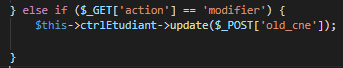 } else if ($_GET['action'] == 'modifier') {
$this->ctrlEtudiant->update($_POST['old_cne']);
}